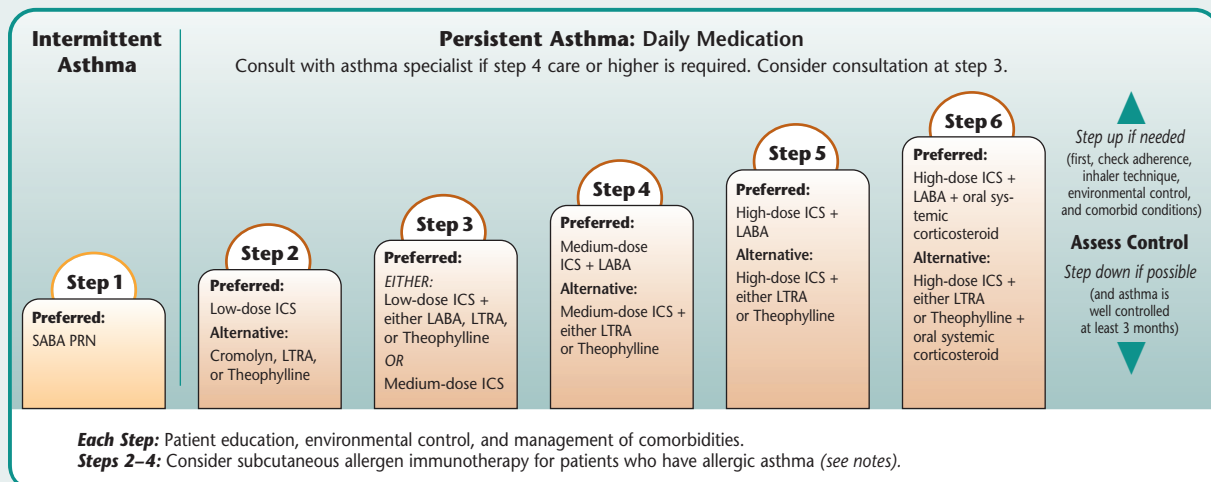 Intermittent
Asthma
Persistent Asthma: Daily Medication
Consult with asthma specialist if step 4 care or higher is required. Consider consultation at step 3.
Step 1
Preferred:
SABA PRN
Step 2
Preferred:
Low-dose ICS
Alternative:
Cromolyn, LTRA,
or Theophylline
Step 3
Preferred:
EITHER:
Low-dose ICS +
either LABA, LTRA,
or Theophylline
OR
Medium-dose ICS
Step 4
Preferred:
Medium-dose
ICS + LABA
Alternative:
Medium-dose ICS +
either LTRA
or Theophylline
Step 5
Preferred:
High-dose ICS +
LABA
Alternative:
High-dose ICS +
either LTRA
or Theophylline
Step 6
Preferred:
High-dose ICS +
LABA + oral sys-
temic
corticosteroid
Alternative:
High-dose ICS +
either LTRA
or Theophylline +
oral systemic
corticosteroid
Step up if needed
(first, check adherence,
inhaler technique,
environmental control,
and comorbid conditions)
Assess Control
Step down if possible
(and asthma is
well controlled
at least 3 months)
Each Step: Patient education, environmental control, and management of comorbidities.
Steps 2–4: Consider subcutaneous allergen immunotherapy for patients who have allergic asthma (see notes).